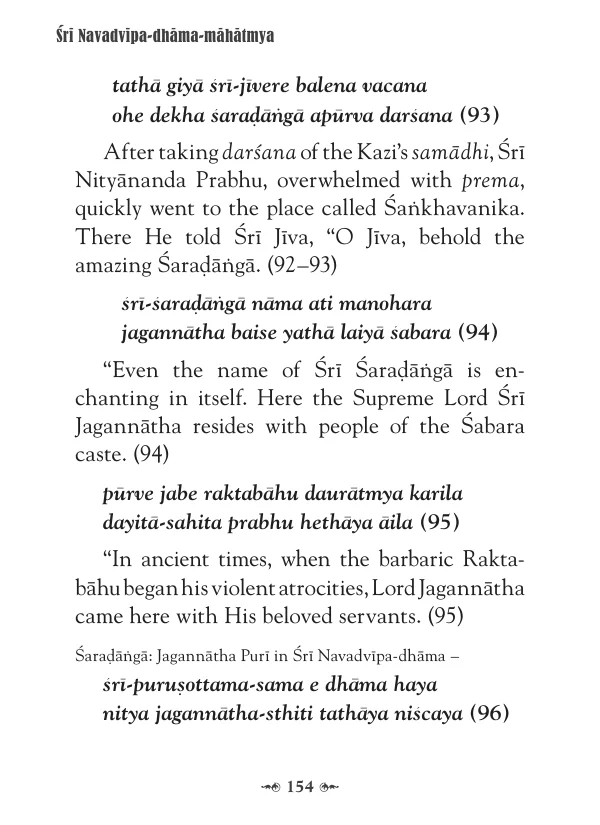 Śrī Navadvīpa-dhāma-māhātmya
tathā giyā śrī-jīvere balena vacana
ohe dekha śaraḍāṅgā apūrva darśana (93)
After taking darśana of the Kazi’s samādhi, Śrī
Nityānanda Prabhu, overwhelmed with prema,
quickly went to the place called Śaṅkhavanika.
There He told Śrī Jīva, “O Jīva, behold the
amazing Śaraḍāṅgā. (92–93)
śrī-śaraḍāṅgā nāma ati manohara
jagannātha baise yathā laiyā śabara (94)
“Even the name of Śrī Śaraḍāṅgā is en-
chanting in itself. Here the Supreme Lord Śrī
Jagannātha resides with people of the Śabara
caste. (94)
pūrve jabe raktabāhu daurātmya karila
dayitā-sahita prabhu hethāya āila (95)
“In ancient times, when the barbaric Rakta-
bāhu began his violent atrocities, Lord Jagannātha
came here with His beloved servants. (95)
Śaraḍāṅgā: Jagannātha Purī in Śrī Navadvīpa-dhāma –
śrī-puruṣottama-sama e dhāma haya
nitya jagannātha-sthiti tathāya niścaya (96)
154